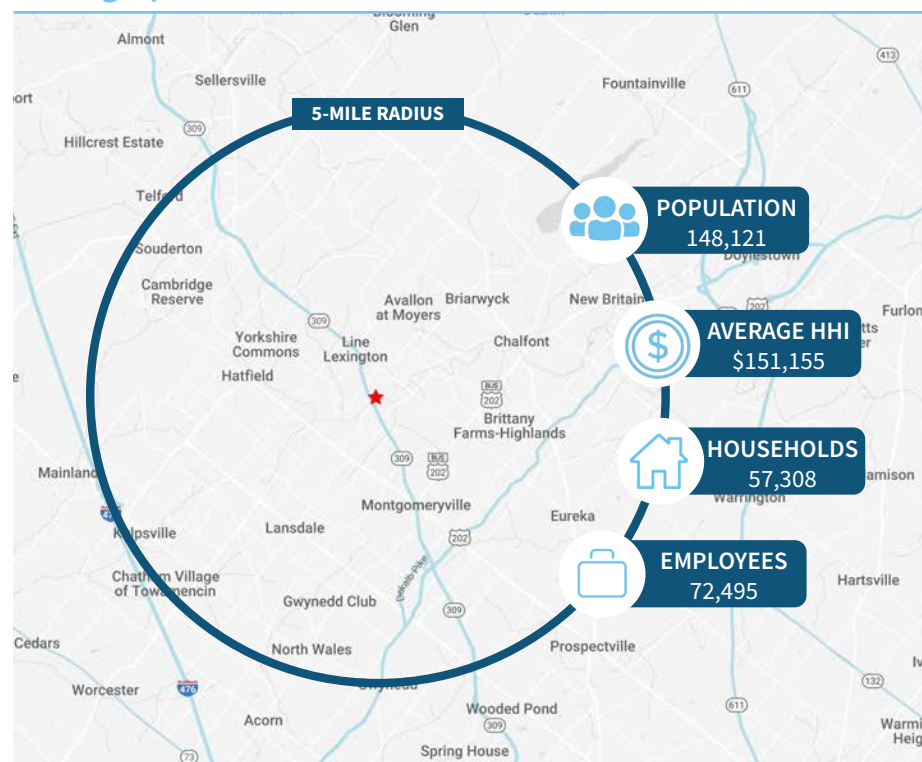 Glen
Almont
413
Sellersville
Fountainville
611
5-MILE RADIUS
309
Hillcrest Estate
Telford
POPULATION
148,121
Souderton
Doylestown
Cambridge
Reserve
Avallon
at Moyers
Briarwyck
New Britain
202
309
AVERAGE HHI
$151,155
Yorkshire
Commons
Line
Lexington
Chalfont
Hatfield
BUS
202
Brittany
Farms-Highlands
HOUSEHOLDS
57,308
309
BUS
202
Mainland
Warrington
Montgomeryville
Eureka
Lansdale
202
EMPLOYEES
72,495
Chatham Village
of Towamencin
Hartsville
Gwynedd Club
309
Cedars
North Wales
Prospectville
132
Worcester
476
611
Wooded Pond
309
Acorn
Spring House
73